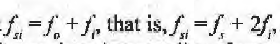 f_si = f_o + f_i, that is, f_si = f_s + 2f_i,